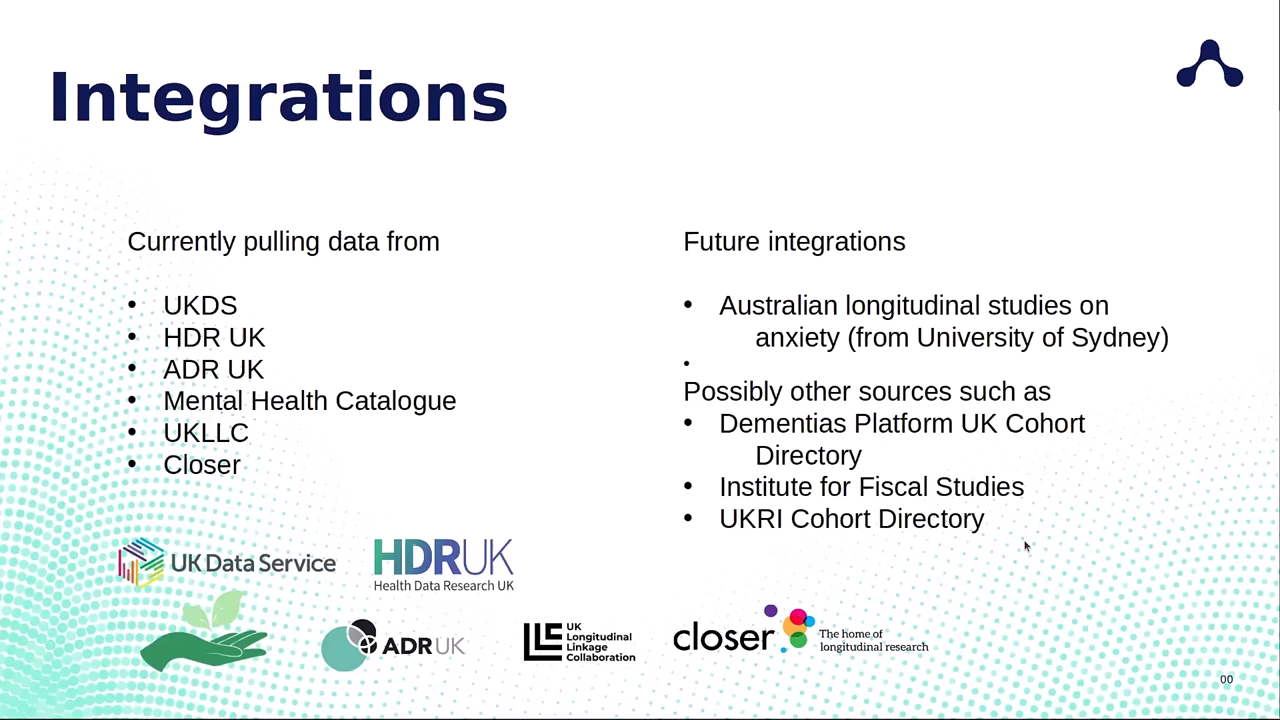 Integrations
Currently pulling data from
• UKDS
• HDR UK
• ADR UK
• Mental Health Catalogue
• UKLLC
• Closer
Future integrations
• Australian longitudinal studies on
anxiety (from University of Sydney)
•
Possibly other sources such as
• Dementias Platform UK Cohort
Directory
• Institute for Fiscal Studies
• UKRI Cohort Directory
UK Data Service
HDRUK
Health Data Research UK
ADR UK
UK
Longitudinal
Linkage
Collaboration
closer
The home of
longitudinal research
00